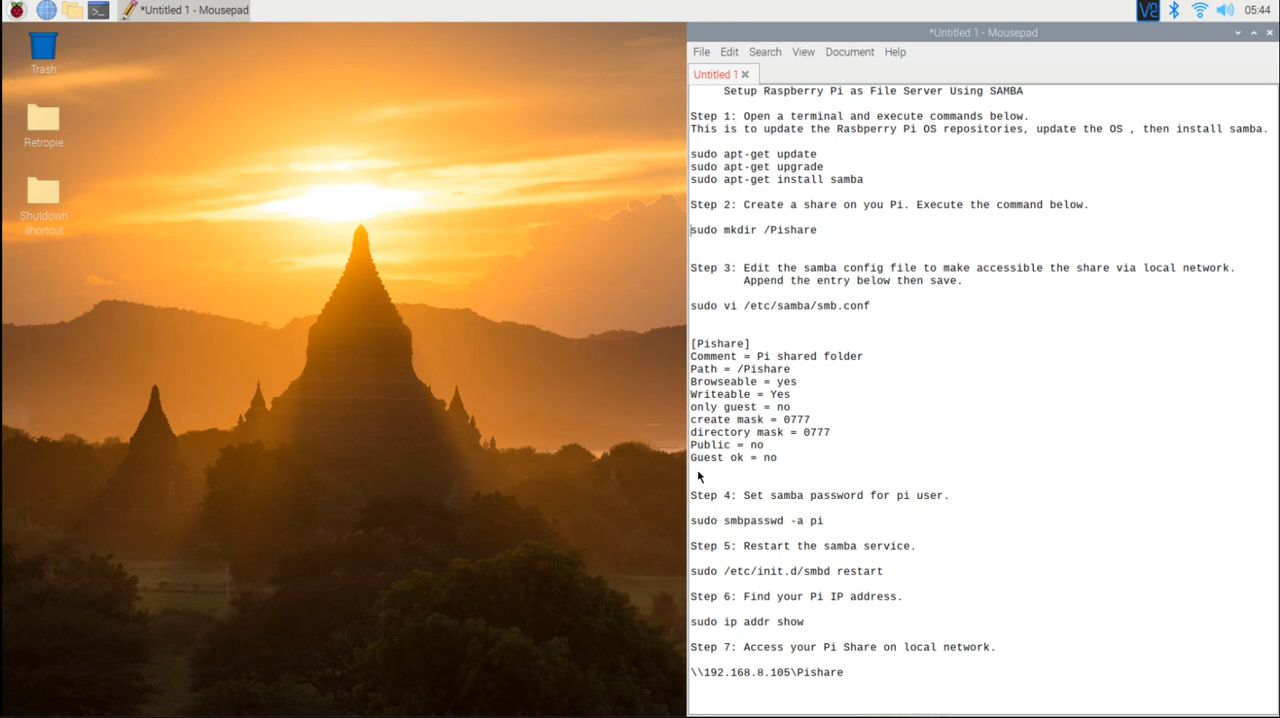 *Untitled 1 - Mousepad
05:44
*Untitled 1 - Mousepad
Trash
Retropie
Shutdown
shortcut
File Edit Search View Document Help
Untitled 1
Setup Raspberry Pi as File Server Using SAMBA
Step 1: Open a terminal and execute commands below.
This is to update the Rasbperry Pi OS repositories, update the OS , then install samba.
sudo apt-get update
sudo apt-get upgrade
sudo apt-get install samba
Step 2: Create a share on you Pi. Execute the command below.
sudo mkdir /Pishare
Step 3: Edit the samba config file to make accessible the share via local network.
Append the entry below then save.
sudo vi /etc/samba/smb.conf
[Pishare]
Comment = Pi shared folder
Path = /Pishare
Browseable = yes
Writeable = Yes
only guest = no
create mask = 0777
directory mask = 0777
Public = no
Guest ok = no
Step 4: Set samba password for pi user.
sudo smbpasswd -a pi
Step 5: Restart the samba service.
sudo /etc/init.d/smbd restart
Step 6: Find your Pi IP address.
sudo ip addr show
Step 7: Access your Pi Share on local network.
\\192.168.8.105\Pishare